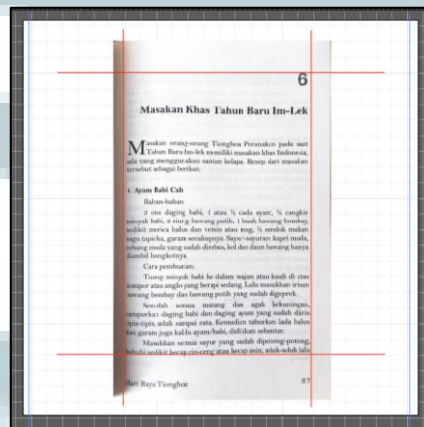 6
Masakan Khas Tahun Baru Im-Lek
Masakan orang-orang Tionghoa Peranakan pada saat
Tahun Baru Im-lek memiliki masakan khas Indonesia,
ada yang menggunakan santan kelapa. Resep dari masakan
tersebut sebagai berikut:
1. Ayam Babi Cah
Bahan-bahan:
2 ons daging babi, 1 atau ½ cada ayam, ½ cangkir
minyak babi, 2 siung bawang putih, 1 buah bawang bombay,
sedikit merica halus dan vetsin atau royco, ½ sendok makan
sagu tapioka, garam secukupnya. Sayur-sayuran kapri muda,
rebung muda yang sudah direbus, kol dan daun bawang hanya
diambil bongkotnya.
Cara pembuatan:
Tuang minyak babi ke dalam wajan atau kuali di atas
kompor atau anglo yang berapi sedang. Lalu masukkan irisan
bawang bombay dan bawang putih yang sudah digeprek.
Sesudah semua matang dan agak kekuningan,
campurkan daging babi dan daging ayam yang sudah diiris
tipis-tipis, aduk sampai rata. Kemudian taburkan lada halus
dan garam juga kaldu ayam/babi, didihkan sebentar.
Masukkan semua sayur yang sudah dipotong-potong,
bubuhi sedikit kecap cio-ceng atau kecap asin, aduk-aduk lalu
Hari Raya Tionghoa
67